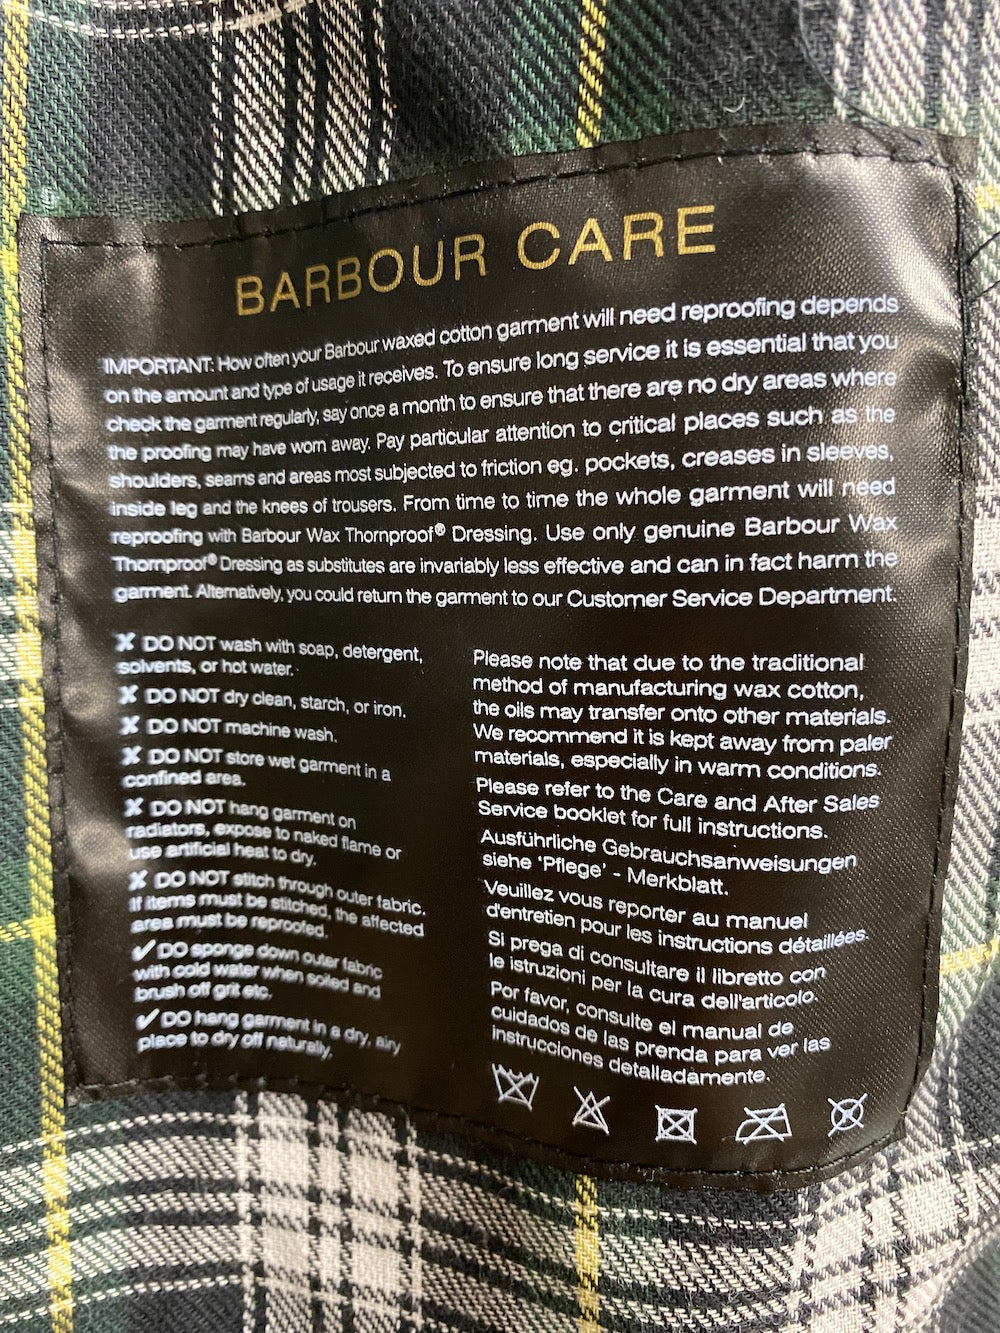 BARBOUR CARE
IMPORTANT: How often your Barbour waxed cotton garment will need reproofing depends
on the amount and type of usage it receives. To ensure long service it is essential that you
check the garment regularly, say once a month to ensure that there are no dry areas where
the proofing may have worn away. Pay particular attention to critical places such as the
shoulders, seams and areas most subjected to friction eg. pockets, creases in sleeves,
inside leg and the knees of trousers. From time to time the whole garment will need
reproofing with Barbour Wax Thornproof® Dressing. Use only genuine Barbour Wax
Thornproof® Dressing as substitutes are invariably less effective and can in fact harm the
garment. Alternatively, you could return the garment to our Customer Service Department.
✘ DO NOT wash with soap, detergent,
solvents, or hot water.
✘ DO NOT dry clean, starch, or iron.
✘ DO NOT machine wash.
✘ DO NOT store wet garment in a
confined area.
✘ DO NOT hang garment on
radiators, expose to naked flame or
use artificial heat to dry.
✘ DO NOT stitch through outer fabric.
If items must be stitched, the affected
area must be reproofed.
✔ DO sponge down outer fabric
with cold water when soiled and
brush off grit etc.
✔ DO hang garment in a dry, airy
place to dry off naturally.
Please note that due to the traditional
method of manufacturing wax cotton,
the oils may transfer onto other materials.
We recommend it is kept away from paler
materials, especially in warm conditions.
Please refer to the Care and After Sales
Service booklet for full instructions.
Ausführliche Gebrauchsanweisungen
siehe 'Pflege' - Merkblatt.
Veuillez vous reporter au manuel
d'entretien pour les instructions détaillées.
Si prega di consultare il libretto con
le istruzioni per la cura dell'articolo.
Por favor, consulte el manual de
cuidados de las prenda para ver las
instrucciones detalladamente.